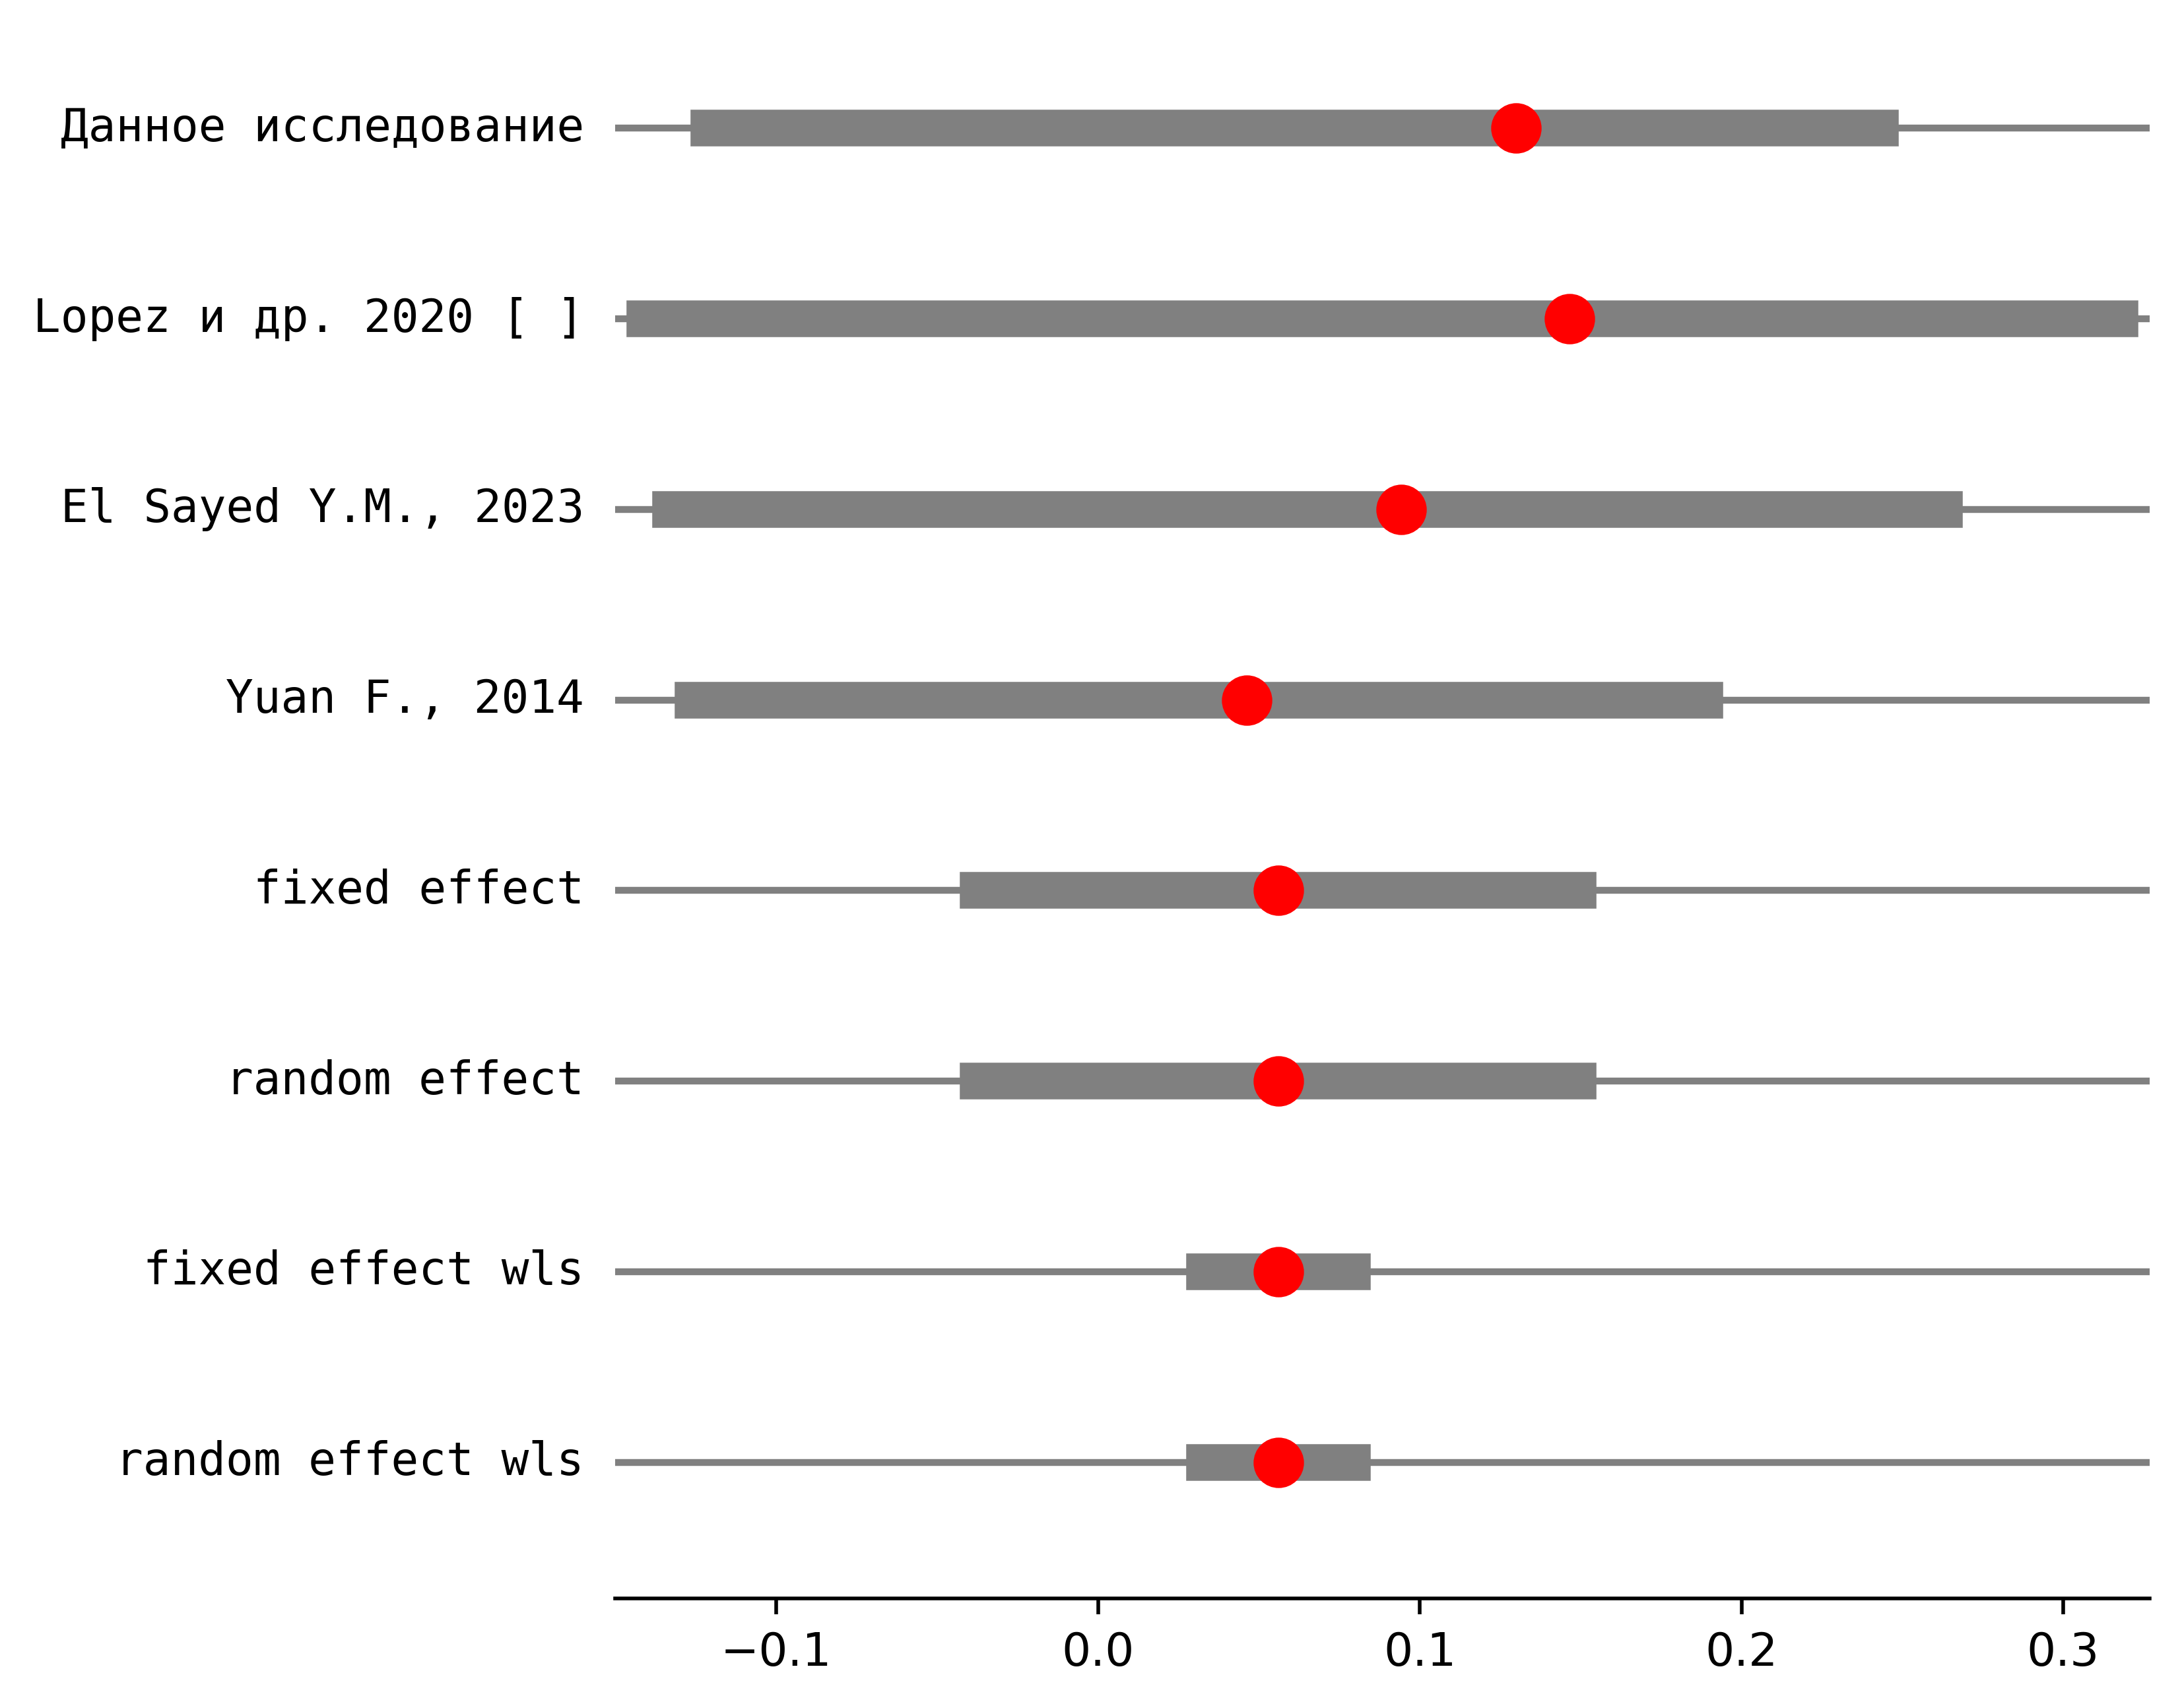 Данное исследование
Lopez и др. 2020 [ ]
El Sayed Y.M., 2023
Yuan F., 2014
fixed effect
random effect
fixed effect wls
random effect wls
−0.1 0.0 0.1 0.2 0.3